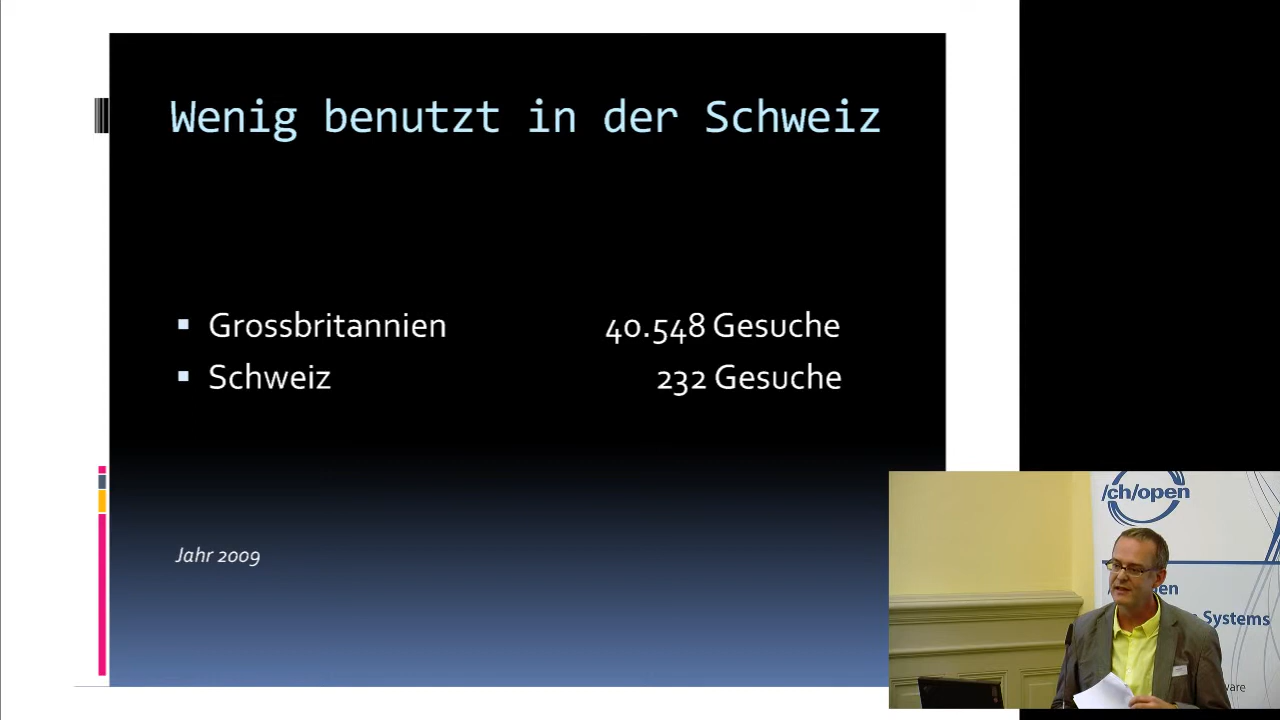 Wenig benutzt in der Schweiz
Grossbritannien 40.548 Gesuche
Schweiz 232 Gesuche
Jahr 2009
/ch/open
Systems